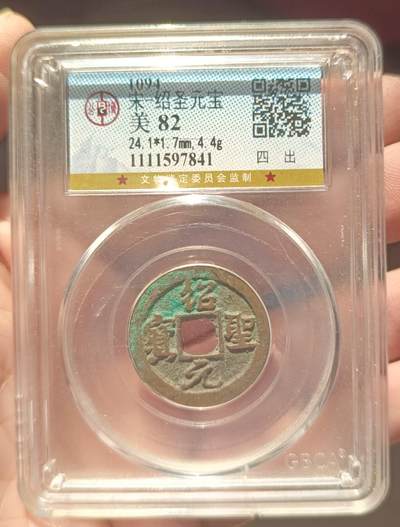 1094
宋 绍圣元宝
美 82
24.1*1.7mm,4.4g
1111597841
四 出
★ 文物鉴定委员会监制 ★
绍
聖
元
寶
GBCA